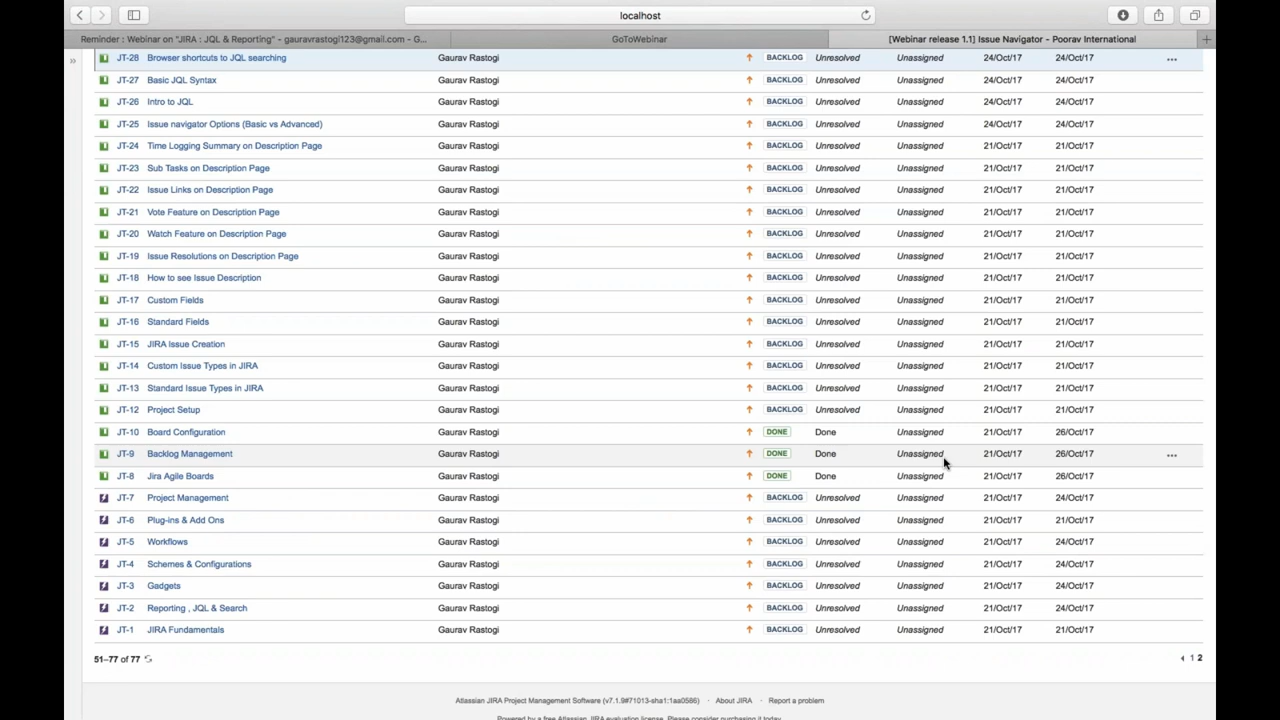 localhost
Reminder : Webinar on "JIRA : JQL & Reporting" - gauravrastogi123@gmail.com - G... GoToWebinar [Webinar release 1.1] Issue Navigator - Poorav International
JT-28 Browser shortcuts to JQL searching Gaurav Rastogi BACKLOG Unresolved Unassigned 24/Oct/17 24/Oct/17
JT-27 Basic JQL Syntax Gaurav Rastogi BACKLOG Unresolved Unassigned 24/Oct/17 24/Oct/17
JT-26 Intro to JQL Gaurav Rastogi BACKLOG Unresolved Unassigned 24/Oct/17 24/Oct/17
JT-25 Issue navigator Options (Basic vs Advanced) Gaurav Rastogi BACKLOG Unresolved Unassigned 24/Oct/17 24/Oct/17
JT-24 Time Logging Summary on Description Page Gaurav Rastogi BACKLOG Unresolved Unassigned 21/Oct/17 21/Oct/17
JT-23 Sub Tasks on Description Page Gaurav Rastogi BACKLOG Unresolved Unassigned 21/Oct/17 21/Oct/17
JT-22 Issue Links on Description Page Gaurav Rastogi BACKLOG Unresolved Unassigned 21/Oct/17 21/Oct/17
JT-21 Vote Feature on Description Page Gaurav Rastogi BACKLOG Unresolved Unassigned 21/Oct/17 21/Oct/17
JT-20 Watch Feature on Description Page Gaurav Rastogi BACKLOG Unresolved Unassigned 21/Oct/17 21/Oct/17
JT-19 Issue Resolutions on Description Page Gaurav Rastogi BACKLOG Unresolved Unassigned 21/Oct/17 21/Oct/17
JT-18 How to see Issue Description Gaurav Rastogi BACKLOG Unresolved Unassigned 21/Oct/17 21/Oct/17
JT-17 Custom Fields Gaurav Rastogi BACKLOG Unresolved Unassigned 21/Oct/17 21/Oct/17
JT-16 Standard Fields Gaurav Rastogi BACKLOG Unresolved Unassigned 21/Oct/17 21/Oct/17
JT-15 JIRA Issue Creation Gaurav Rastogi BACKLOG Unresolved Unassigned 21/Oct/17 21/Oct/17
JT-14 Custom Issue Types in JIRA Gaurav Rastogi BACKLOG Unresolved Unassigned 21/Oct/17 21/Oct/17
JT-13 Standard Issue Types in JIRA Gaurav Rastogi BACKLOG Unresolved Unassigned 21/Oct/17 21/Oct/17
JT-12 Project Setup Gaurav Rastogi BACKLOG Unresolved Unassigned 21/Oct/17 21/Oct/17
JT-10 Board Configuration Gaurav Rastogi DONE Done Unassigned 21/Oct/17 26/Oct/17
JT-9 Backlog Management Gaurav Rastogi DONE Done Unassigned 21/Oct/17 26/Oct/17
JT-8 Jira Agile Boards Gaurav Rastogi DONE Done Unassigned 21/Oct/17 26/Oct/17
JT-7 Project Management Gaurav Rastogi BACKLOG Unresolved Unassigned 21/Oct/17 24/Oct/17
JT-6 Plug-ins & Add Ons Gaurav Rastogi BACKLOG Unresolved Unassigned 21/Oct/17 24/Oct/17
JT-5 Workflows Gaurav Rastogi BACKLOG Unresolved Unassigned 21/Oct/17 24/Oct/17
JT-4 Schemes & Configurations Gaurav Rastogi BACKLOG Unresolved Unassigned 21/Oct/17 24/Oct/17
JT-3 Gadgets Gaurav Rastogi BACKLOG Unresolved Unassigned 21/Oct/17 24/Oct/17
JT-2 Reporting , JQL & Search Gaurav Rastogi BACKLOG Unresolved Unassigned 21/Oct/17 24/Oct/17
JT-1 JIRA Fundamentals Gaurav Rastogi BACKLOG Unresolved Unassigned 21/Oct/17 21/Oct/17
51–77 of 77 1 2
Atlassian JIRA Project Management Software (v7.1.9#71013-sha1:1aa0586) · About JIRA · Report a problem
Powered by a free Atlassian JIRA evaluation license. Please consider purchasing it today.